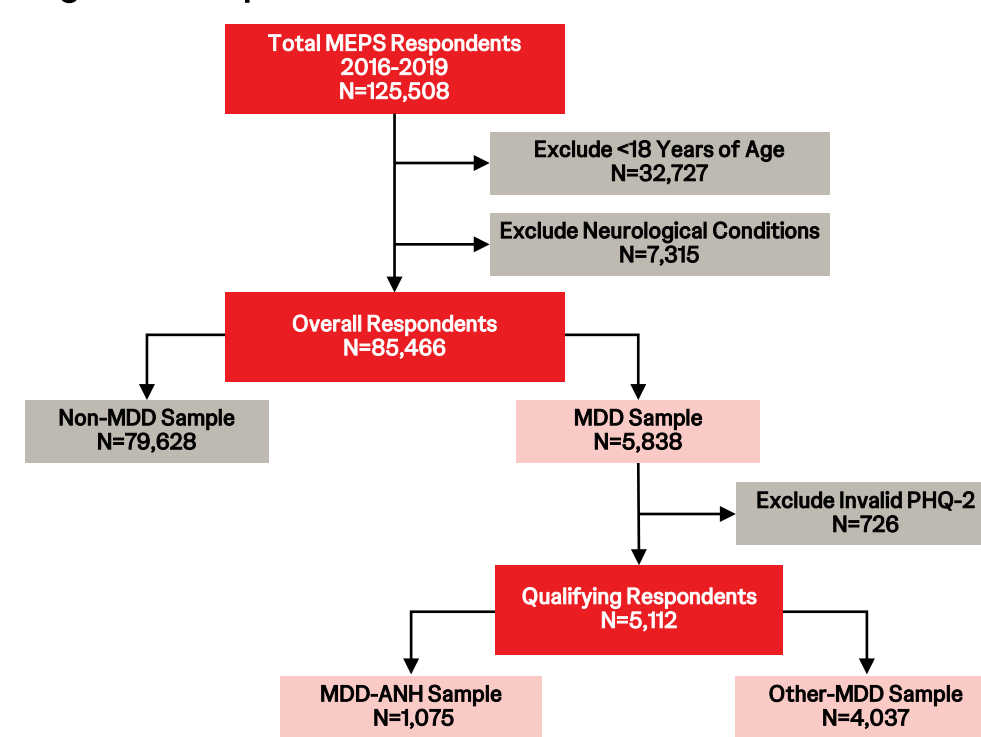 Total MEPS Respondents
2016-2019
N=125,508
Exclude <18 Years of Age
N=32,727
Exclude Neurological Conditions
N=7,315
Overall Respondents
N=85,466
Non-MDD Sample
N=79,628
MDD Sample
N=5,838
Exclude Invalid PHQ-2
N=726
Qualifying Respondents
N=5,112
MDD-ANH Sample
N=1,075
Other-MDD Sample
N=4,037